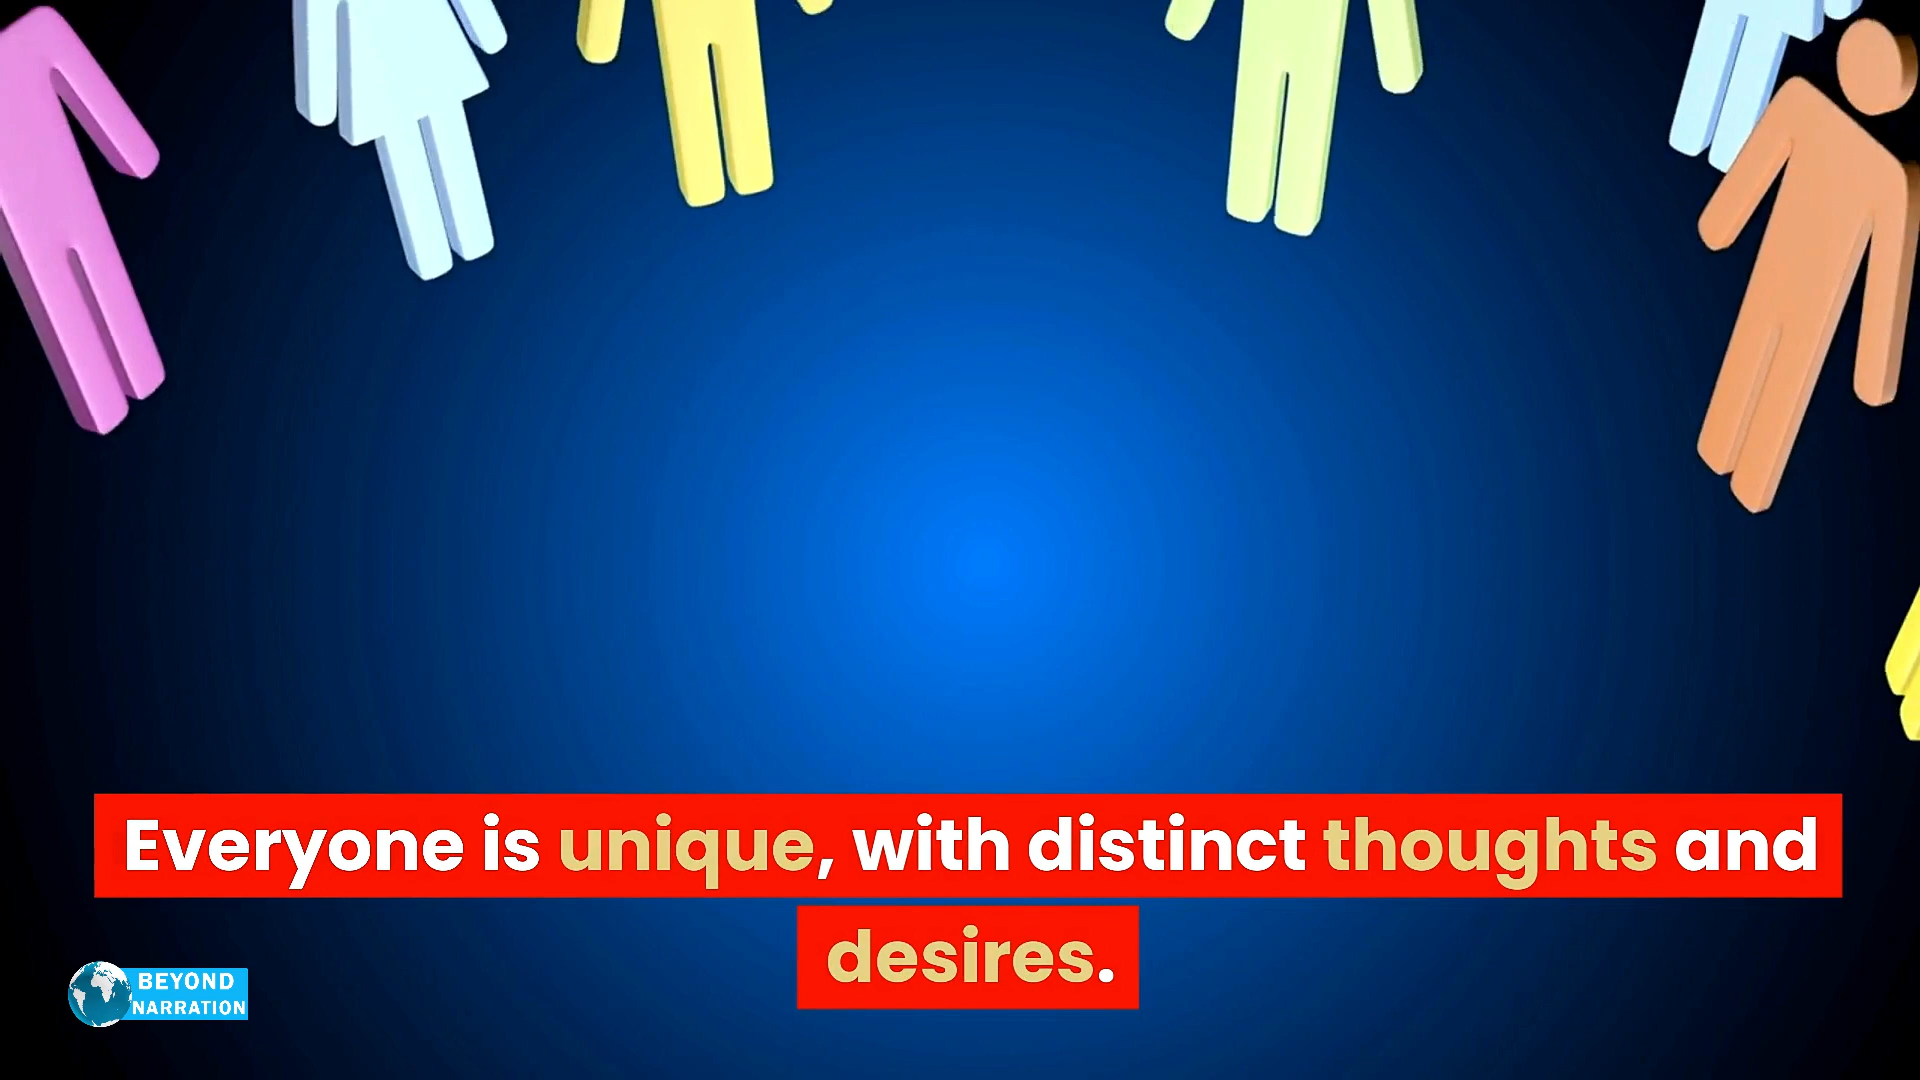 Everyone is unique, with distinct thoughts and
desires.
BEYOND
NARRATION